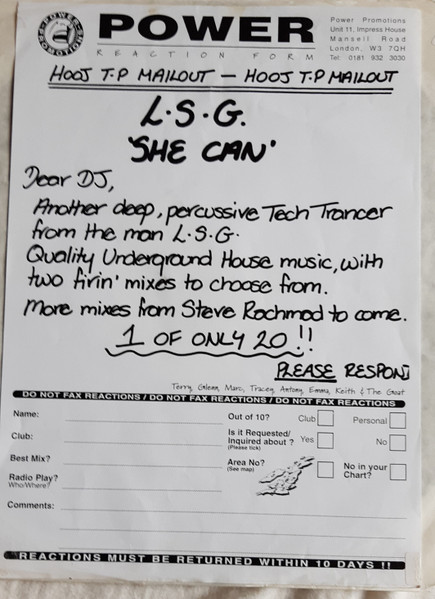 POWER PROMOTIONS
POWER
REACTION FORM
Power Promotions
Unit 11, Impress House
Mansell Road
London, W3 7QH
Tel: 0181 932 3030
HOOJ T.P MAILOUT — HOOJ T.P MAILOUT
L.S.G.
'SHE CAN'
Dear DJ,
Another deep, percussive Tech Trancer
from the man L.S.G.
Quality Underground House music, with
two firin' mixes to choose from.
More mixes from Steve Rachmad to come.
1 OF ONLY 20 !!
PLEASE RESPOND
Terry, Glenn, Marc, Tracey, Antony, Emma, Keith & The Goat
DO NOT FAX REACTIONS / DO NOT FAX REACTIONS / DO NOT FAX REACTIONS
Name:
Club:
Best Mix?
Radio Play?
Who/Where?
Out of 10? Club Personal
Is it Requested/
Inquired about ? Yes No
(Please tick)
Area No?
(See map)
No in your
Chart?
Comments:
REACTIONS MUST BE RETURNED WITHIN 10 DAYS !!